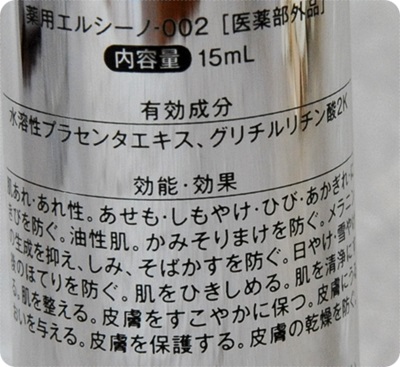 薬用エルシーノ-002 [医薬部外品]
内容量 15mL
有効成分
水溶性プラセンタエキス、グリチルリチン酸2K
効能・効果
肌あれ・あれ性。あせも・しもやけ・ひび・あかぎれ・に
きびを防ぐ。油性肌。かみそりまけを防ぐ。メラニン
の生成を抑え、しみ、そばかすを防ぐ。日やけ・雪や
後のほてりを防ぐ。肌をひきしめる。肌を清浄にす
る。肌を整える。皮膚をすこやかに保つ。皮膚にう
おいを与える。皮膚を保護する。皮膚の乾燥を防ぐ。